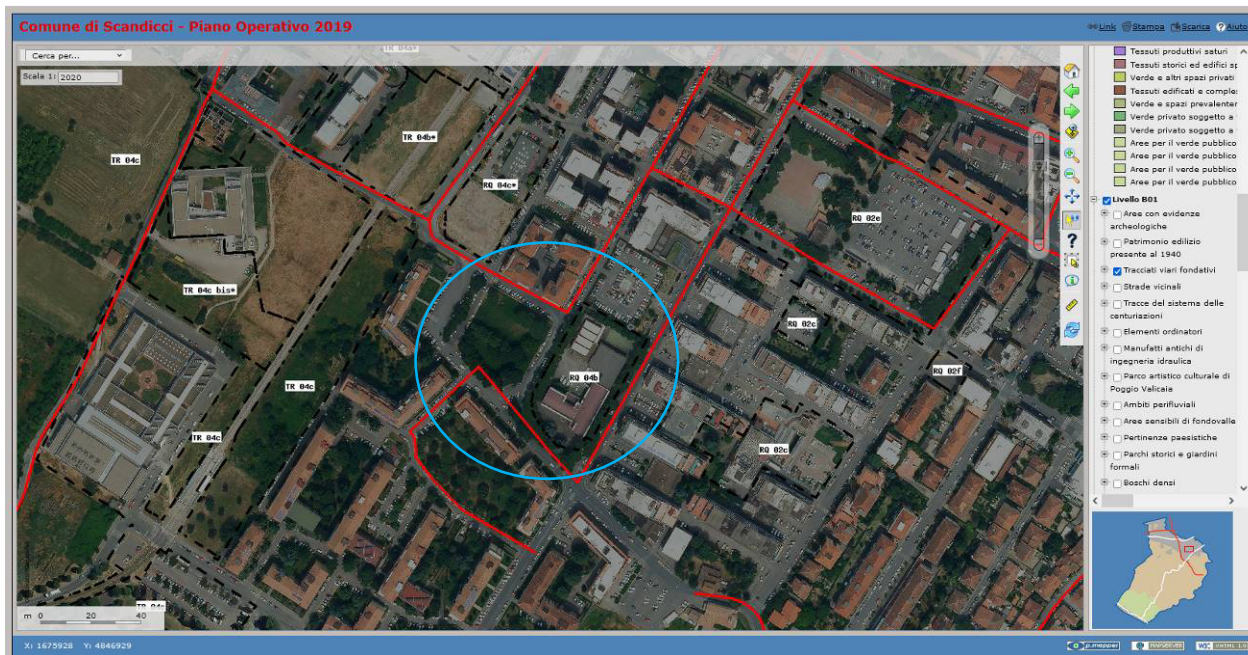 Comune di Scandicci - Piano Operativo 2019
Link Stampa Scarica ? Aiuto
Cerca per...
Scala 1: 2020
TR 04c
TR 04b*
RQ 04c*
RQ 02e
TR 04c bis*
RQ 02c
RQ 02f
TR 04c
RQ 04b
TR 04c
RQ 02c
m 0 20 40
Tessuti produttivi saturi
Tessuti storici ed edifici sp
Verde e altri spazi privati
Tessuti edificati e comples
Verde e spazi prevalenter
Verde privato soggetto a
Verde privato soggetto a
Aree per il verde pubblico
Aree per il verde pubblico
Aree per il verde pubblico
Aree per il verde pubblico
Livello B01
Aree con evidenze
archeologiche
Patrimonio edilizio
presente al 1940
Tracciati viari fondativi
Strade vicinali
Tracce del sistema delle
centuriazioni
Elementi ordinatori
Manufatti antichi di
ingegneria idraulica
Parco artistico culturale di
Poggio Valicaia
Ambiti perifluviali
Aree sensibili di fondovalle
Pertinenze paesistiche
Parchi storici e giardini
formali
Boschi densi
X: 1675928 Y: 4846929
p.mapper MAPSERVER W3C XHTML 1.0